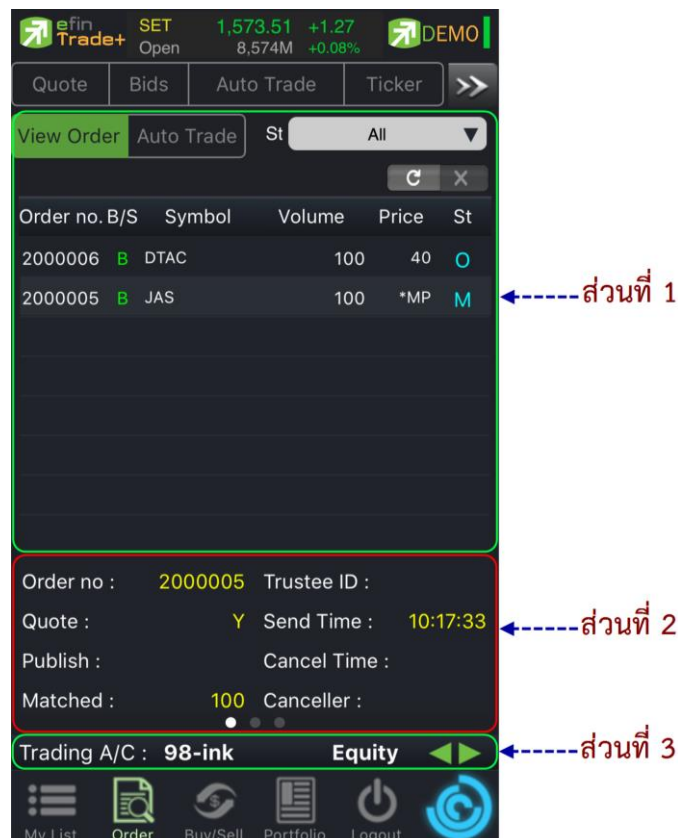 efin Trade+ SET 1,573.51 +1.27 DEMO
Open 8,574M +0.08%
Quote Bids Auto Trade Ticker >>
View Order Auto Trade St All
Order no. B/S Symbol Volume Price St
2000006 B DTAC 100 40 O
2000005 B JAS 100 *MP M
ส่วนที่ 1
Order no : 2000005 Trustee ID :
Quote : Y Send Time : 10:17:33
ส่วนที่ 2
Publish : Cancel Time :
Matched : 100 Canceller :
Trading A/C : 98-ink Equity
ส่วนที่ 3
My List Order Buy/Sell Portfolio Logout